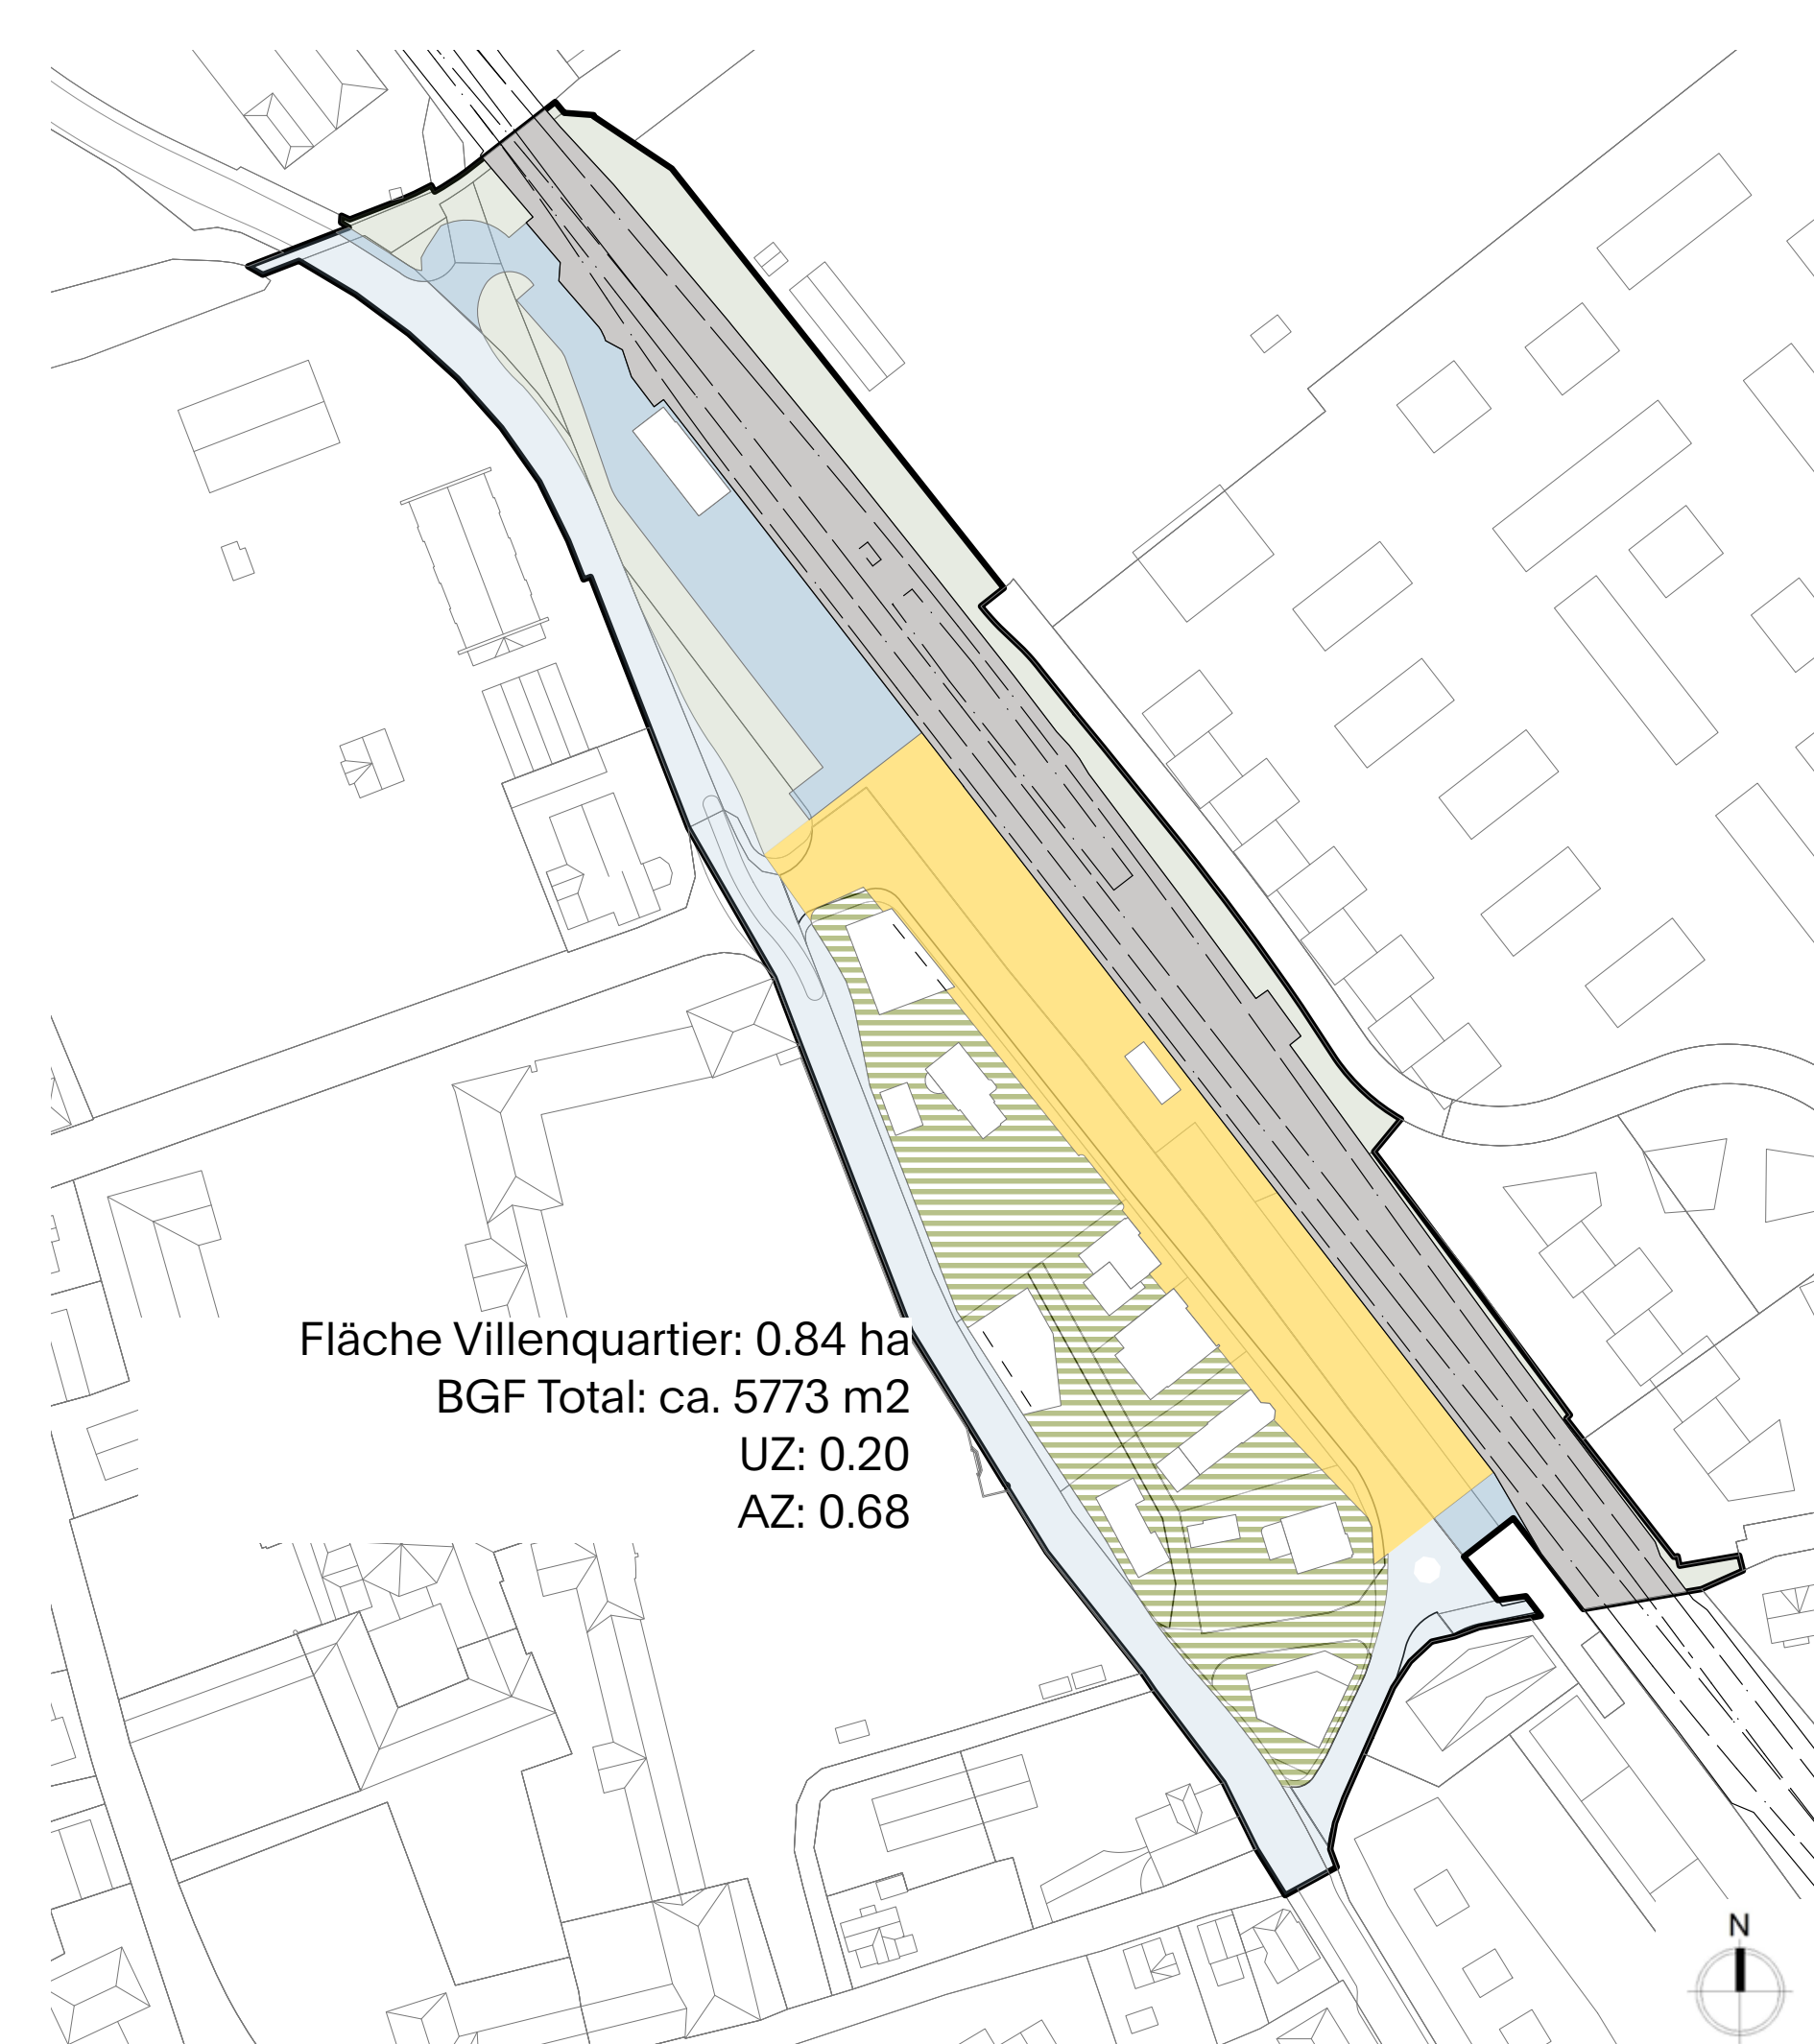 Fläche Villenquartier: 0.84 ha
BGF Total: ca. 5773 m2
UZ: 0.20
AZ: 0.68
N